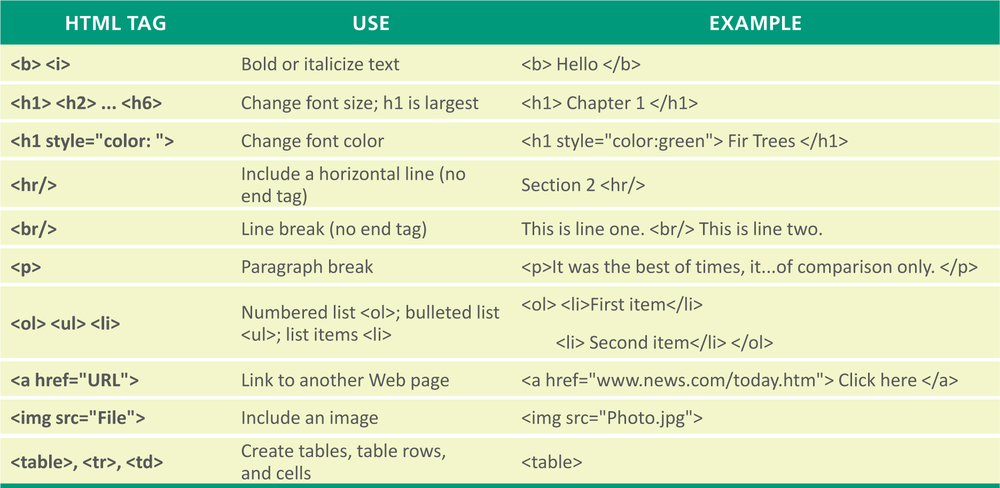 HTML TAG USE EXAMPLE
<b> <i> Bold or italicize text <b> Hello </b>
<h1> <h2> ... <h6> Change font size; h1 is largest <h1> Chapter 1 </h1>
<h1 style="color: "> Change font color <h1 style="color:green"> Fir Trees </h1>
<hr/> Include a horizontal line (no
end tag) Section 2 <hr/>
<br/> Line break (no end tag) This is line one. <br/> This is line two.
<p> Paragraph break <p>It was the best of times, it...of comparison only. </p>
<ol> <ul> <li> Numbered list <ol>; bulleted list
<ul>; list items <li> <ol> <li>First item</li>
<li> Second item</li> </ol>
<a href="URL"> Link to another Web page <a href="www.news.com/today.htm"> Click here </a>
<img src="File"> Include an image <img src="Photo.jpg">
<table>, <tr>, <td> Create tables, table rows,
and cells <table>